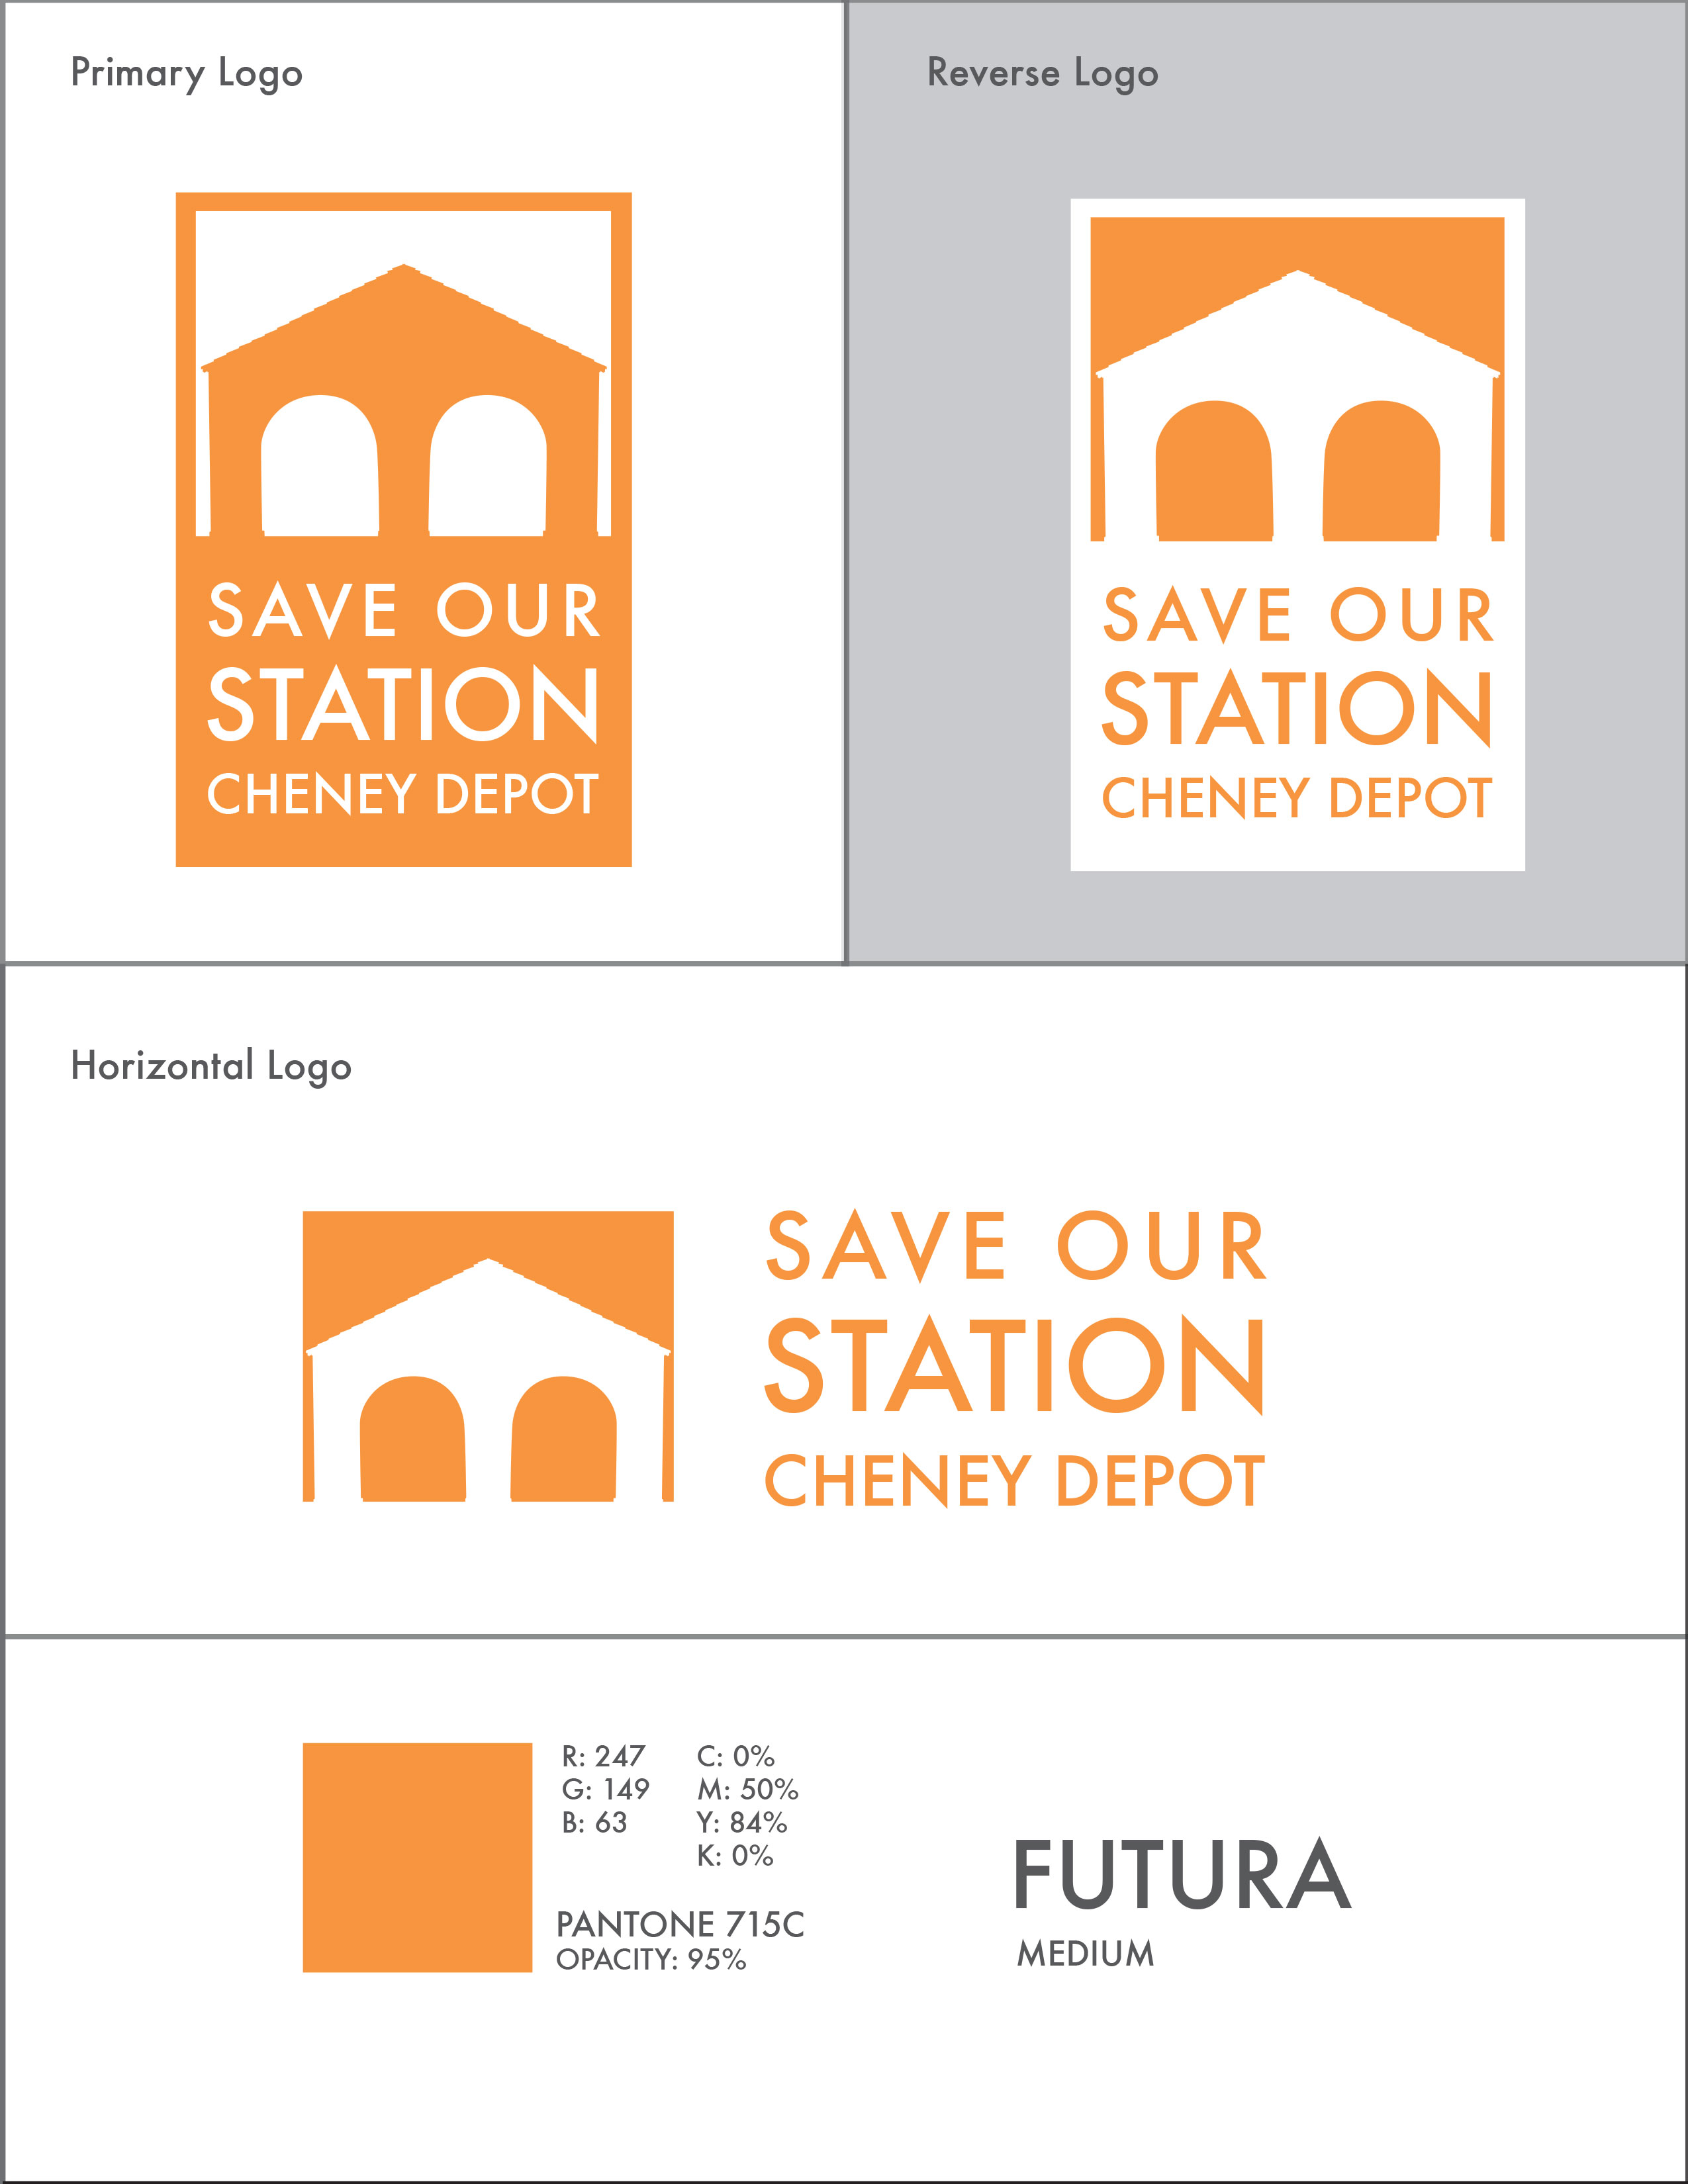 Primary Logo
SAVE OUR
STATION
CHENEY DEPOT
Reverse Logo
SAVE OUR
STATION
CHENEY DEPOT
Horizontal Logo
SAVE OUR
STATION
CHENEY DEPOT
R: 247
G: 149
B: 63
C: 0%
M: 50%
Y: 84%
K: 0%
PANTONE 715C
OPACITY: 95%
FUTURA
MEDIUM